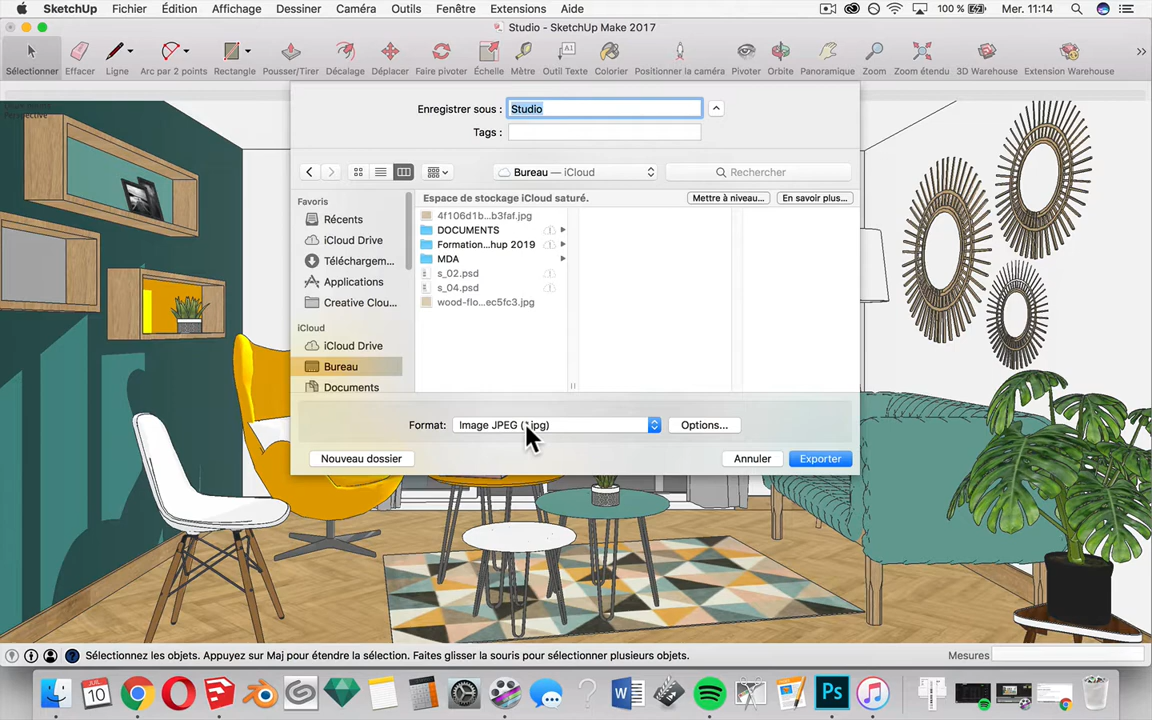 SketchUp Fichier Édition Affichage Dessiner Caméra Outils Fenêtre Extensions Aide 100 % Mer. 11:14
Studio - SketchUp Make 2017
Sélectionner Effacer Ligne Arc par 2 points Rectangle Pousser/Tirer Décalage Déplacer Faire pivoter Échelle Mètre Outil Texte Colorier Positionner la caméra Pivoter Orbite Panoramique Zoom Zoom étendu 3D Warehouse Extension Warehouse
Perspective
Enregistrer sous : Studio
Tags :
Bureau — iCloud Rechercher
Favoris
Récents
iCloud Drive
Téléchargem...
Applications
Creative Clou...
iCloud
iCloud Drive
Bureau
Documents
Espace de stockage iCloud saturé. Mettre à niveau... En savoir plus...
4f106d1b...b3faf.jpg
DOCUMENTS
Formation...hup 2019
MDA
s_02.psd
s_04.psd
wood-flo...ec5fc3.jpg
Format: Image JPEG (*.jpg) Options...
Nouveau dossier Annuler Exporter
Sélectionnez les objets. Appuyez sur Maj pour étendre la sélection. Faites glisser la souris pour sélectionner plusieurs objets. Mesures
JUIL
10
W
Ps